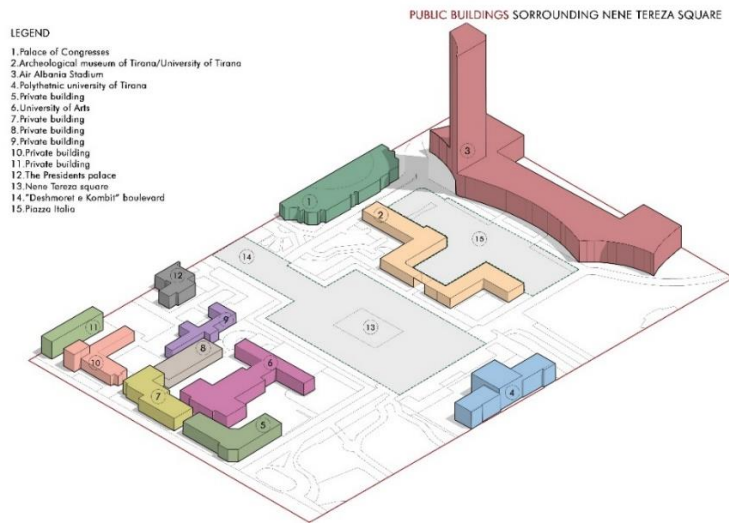 PUBLIC BUILDINGS SORROUNDING NENE TEREZA SQUARE
LEGEND
1.Palace of Congresses
2.Archeological museum of Tirana/University of Tirana
3.Air Albania Stadium
4.Polythetnic university of Tirana
5.Private building
6.University of Arts
7.Private building
8.Private building
9.Private building
10.Private building
11.Private building
12.The Presidents palace
13.Nene Tereza square
14."Deshmoret e Kombit" boulevard
15.Piazza Italia
3
1
2
15
14
12
13
9
11
8
10
6
7
4
5